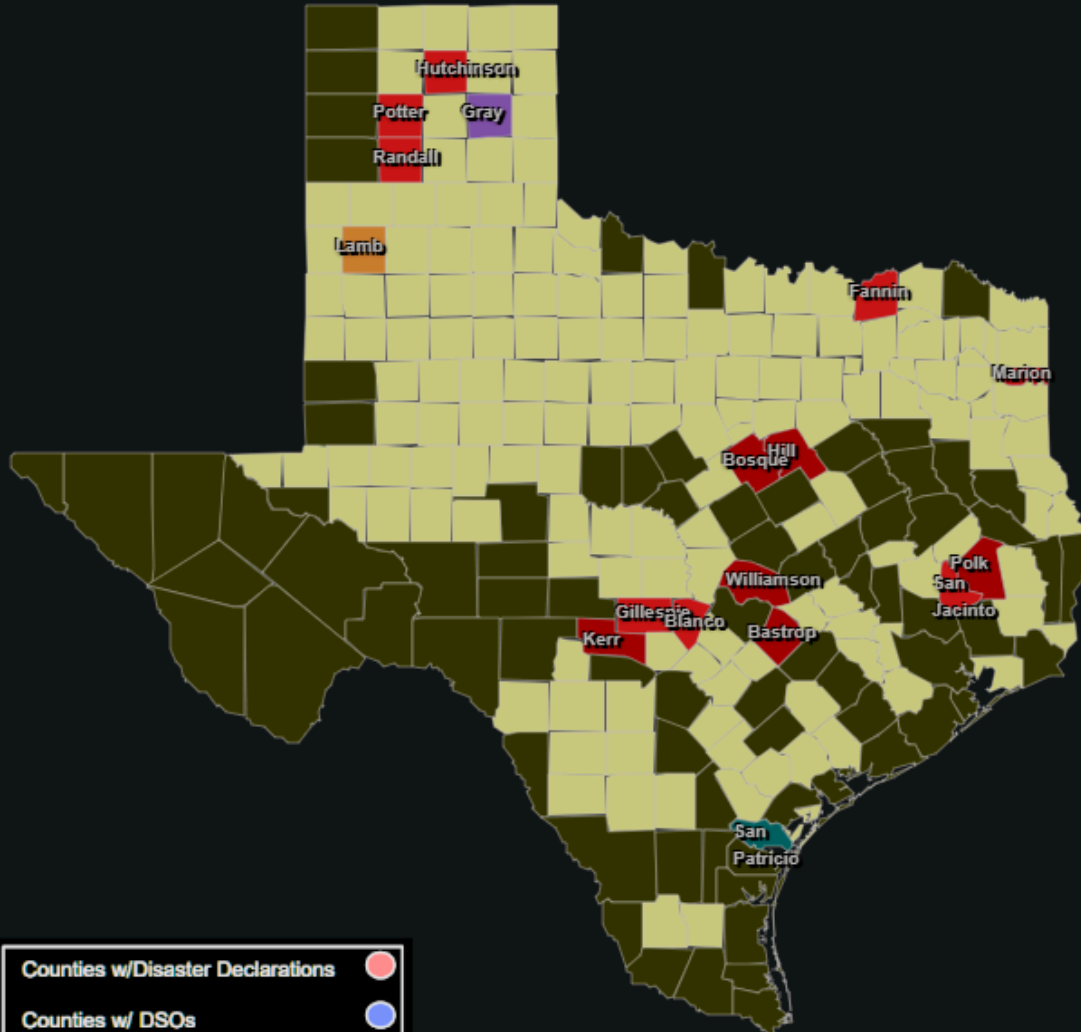 Hutchinson
Potter
Gray
Randall
Lamb
Fannin
Marion
Hill
Bosque
Polk
Williamson
San
Jacinto
Gillespie
Blanco
Bastrop
Kerr
San
Patricio
Counties w/Disaster Declarations
Counties w/ DSOs